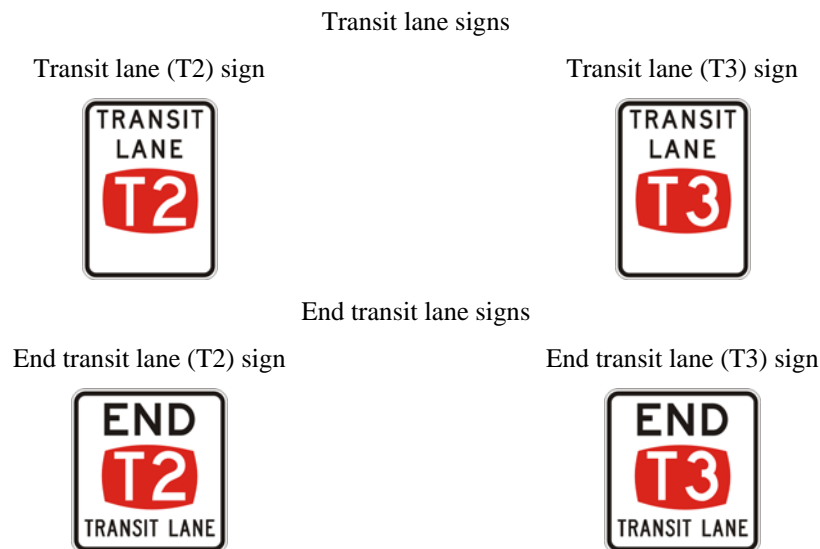 Transit lane signs
Transit lane (T2) sign
Transit lane (T3) sign
TRANSIT
LANE
T2
TRANSIT
LANE
T3
End transit lane signs
End transit lane (T2) sign
End transit lane (T3) sign
END
T2
TRANSIT LANE
END
T3
TRANSIT LANE